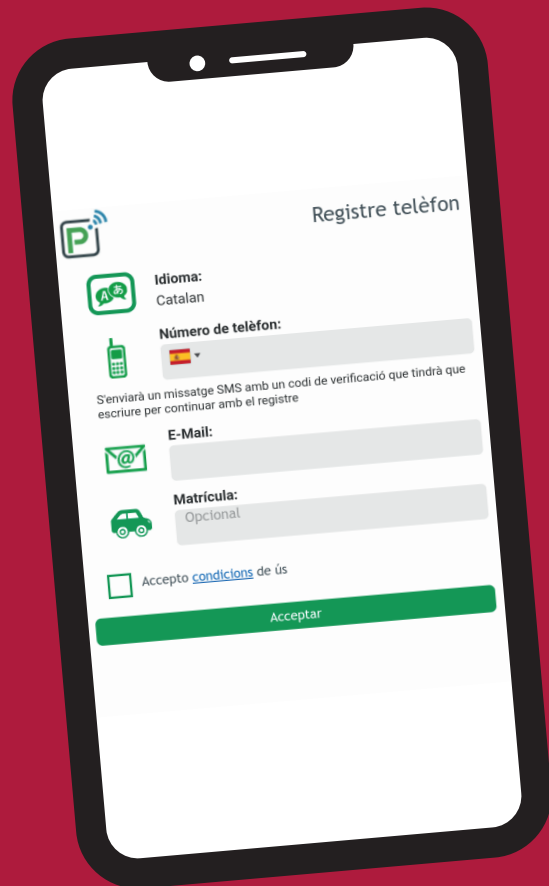 P
Registre telèfon
A あ
Idioma:
Catalan
Número de telèfon:
S'enviarà un missatge SMS amb un codi de verificació que tindrà que
escriure per continuar amb el registre
@
E-Mail:
Matrícula:
Opcional
Accepto condicions de ús
Acceptar